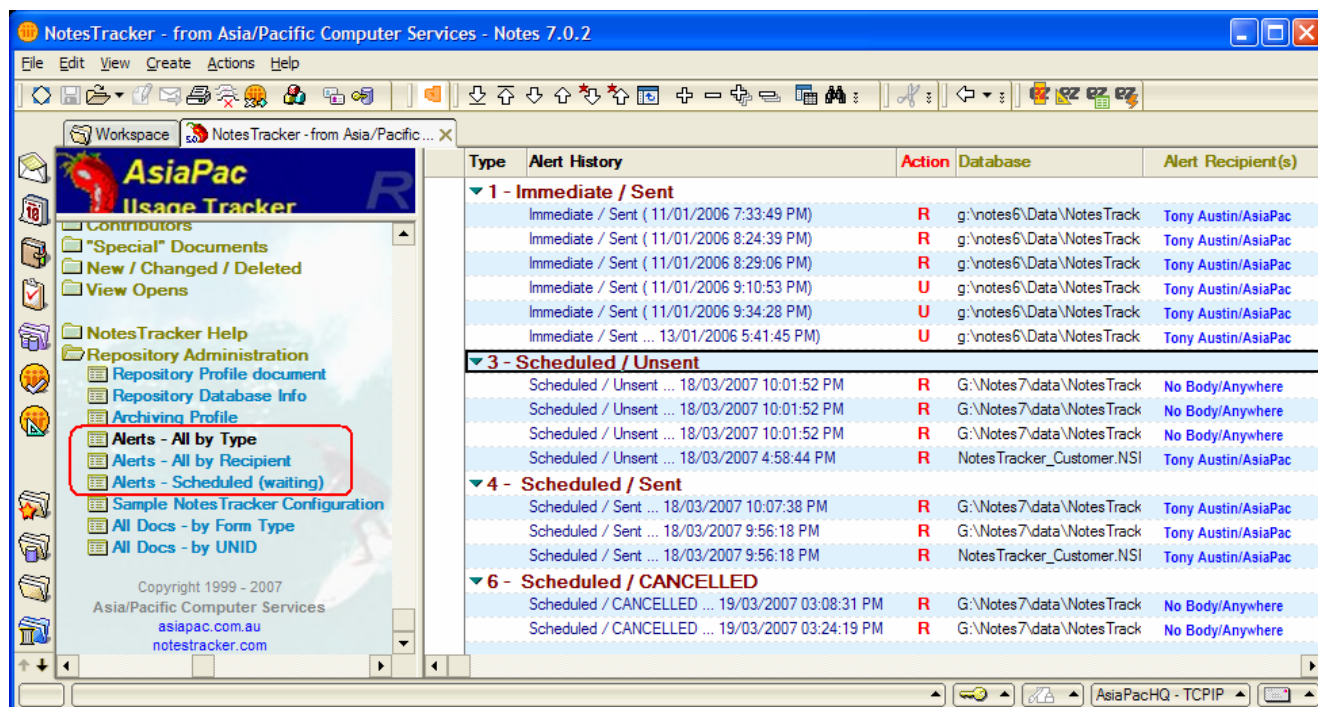 NotesTracker - from Asia/Pacific Computer Services - Notes 7.0.2
File Edit View Create Actions Help
Workspace NotesTracker - from Asia/Pacific ...
AsiaPac
Usage Tracker
R
Contributors
"Special" Documents
New / Changed / Deleted
View Opens
NotesTracker Help
Repository Administration
Repository Profile document
Repository Database Info
Archiving Profile
Alerts - All by Type
Alerts - All by Recipient
Alerts - Scheduled (waiting)
Sample NotesTracker Configuration
All Docs - by Form Type
All Docs - by UNID
Copyright 1999 - 2007
Asia/Pacific Computer Services
asiapac.com.au
notestracker.com
Type Alert History Action Database Alert Recipient(s)
1 - Immediate / Sent
Immediate / Sent ( 11/01/2006 7:33:49 PM) R g:\notes6\Data\NotesTrack Tony Austin/AsiaPac
Immediate / Sent ( 11/01/2006 8:24:39 PM) R g:\notes6\Data\NotesTrack Tony Austin/AsiaPac
Immediate / Sent ( 11/01/2006 8:29:06 PM) R g:\notes6\Data\NotesTrack Tony Austin/AsiaPac
Immediate / Sent ( 11/01/2006 9:10:53 PM) U g:\notes6\Data\NotesTrack Tony Austin/AsiaPac
Immediate / Sent ( 11/01/2006 9:34:28 PM) U g:\notes6\Data\NotesTrack Tony Austin/AsiaPac
Immediate / Sent ... 13/01/2006 5:41:45 PM) U g:\notes6\Data\NotesTrack Tony Austin/AsiaPac
3 - Scheduled / Unsent
Scheduled / Unsent ... 18/03/2007 10:01:52 PM R G:\Notes7\data\NotesTrack No Body/Anywhere
Scheduled / Unsent ... 18/03/2007 10:01:52 PM R G:\Notes7\data\NotesTrack No Body/Anywhere
Scheduled / Unsent ... 18/03/2007 10:01:52 PM R G:\Notes7\data\NotesTrack No Body/Anywhere
Scheduled / Unsent ... 18/03/2007 4:58:44 PM R NotesTracker_Customer.NSI Tony Austin/AsiaPac
4 - Scheduled / Sent
Scheduled / Sent ... 18/03/2007 10:07:38 PM R G:\Notes7\data\NotesTrack Tony Austin/AsiaPac
Scheduled / Sent ... 18/03/2007 9:56:18 PM R G:\Notes7\data\NotesTrack Tony Austin/AsiaPac
Scheduled / Sent ... 18/03/2007 9:56:18 PM R NotesTracker_Customer.NSI Tony Austin/AsiaPac
6 - Scheduled / CANCELLED
Scheduled / CANCELLED ... 19/03/2007 03:08:31 PM R G:\Notes7\data\NotesTrack No Body/Anywhere
Scheduled / CANCELLED ... 19/03/2007 03:24:19 PM R G:\Notes7\data\NotesTrack No Body/Anywhere
AsiaPacHQ - TCPIP